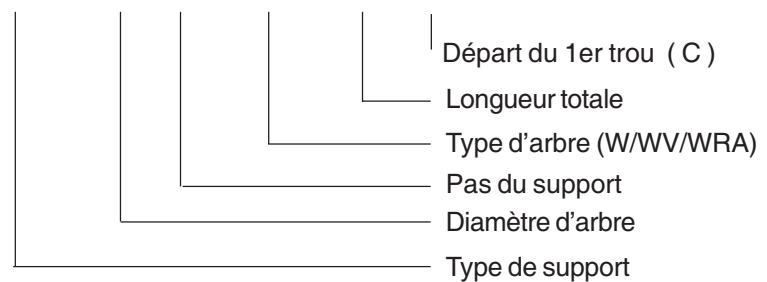 Départ du 1er trou ( C )
Longueur totale
Type d'arbre (W/WV/WRA)
Pas du support
Diamètre d'arbre
Type de support